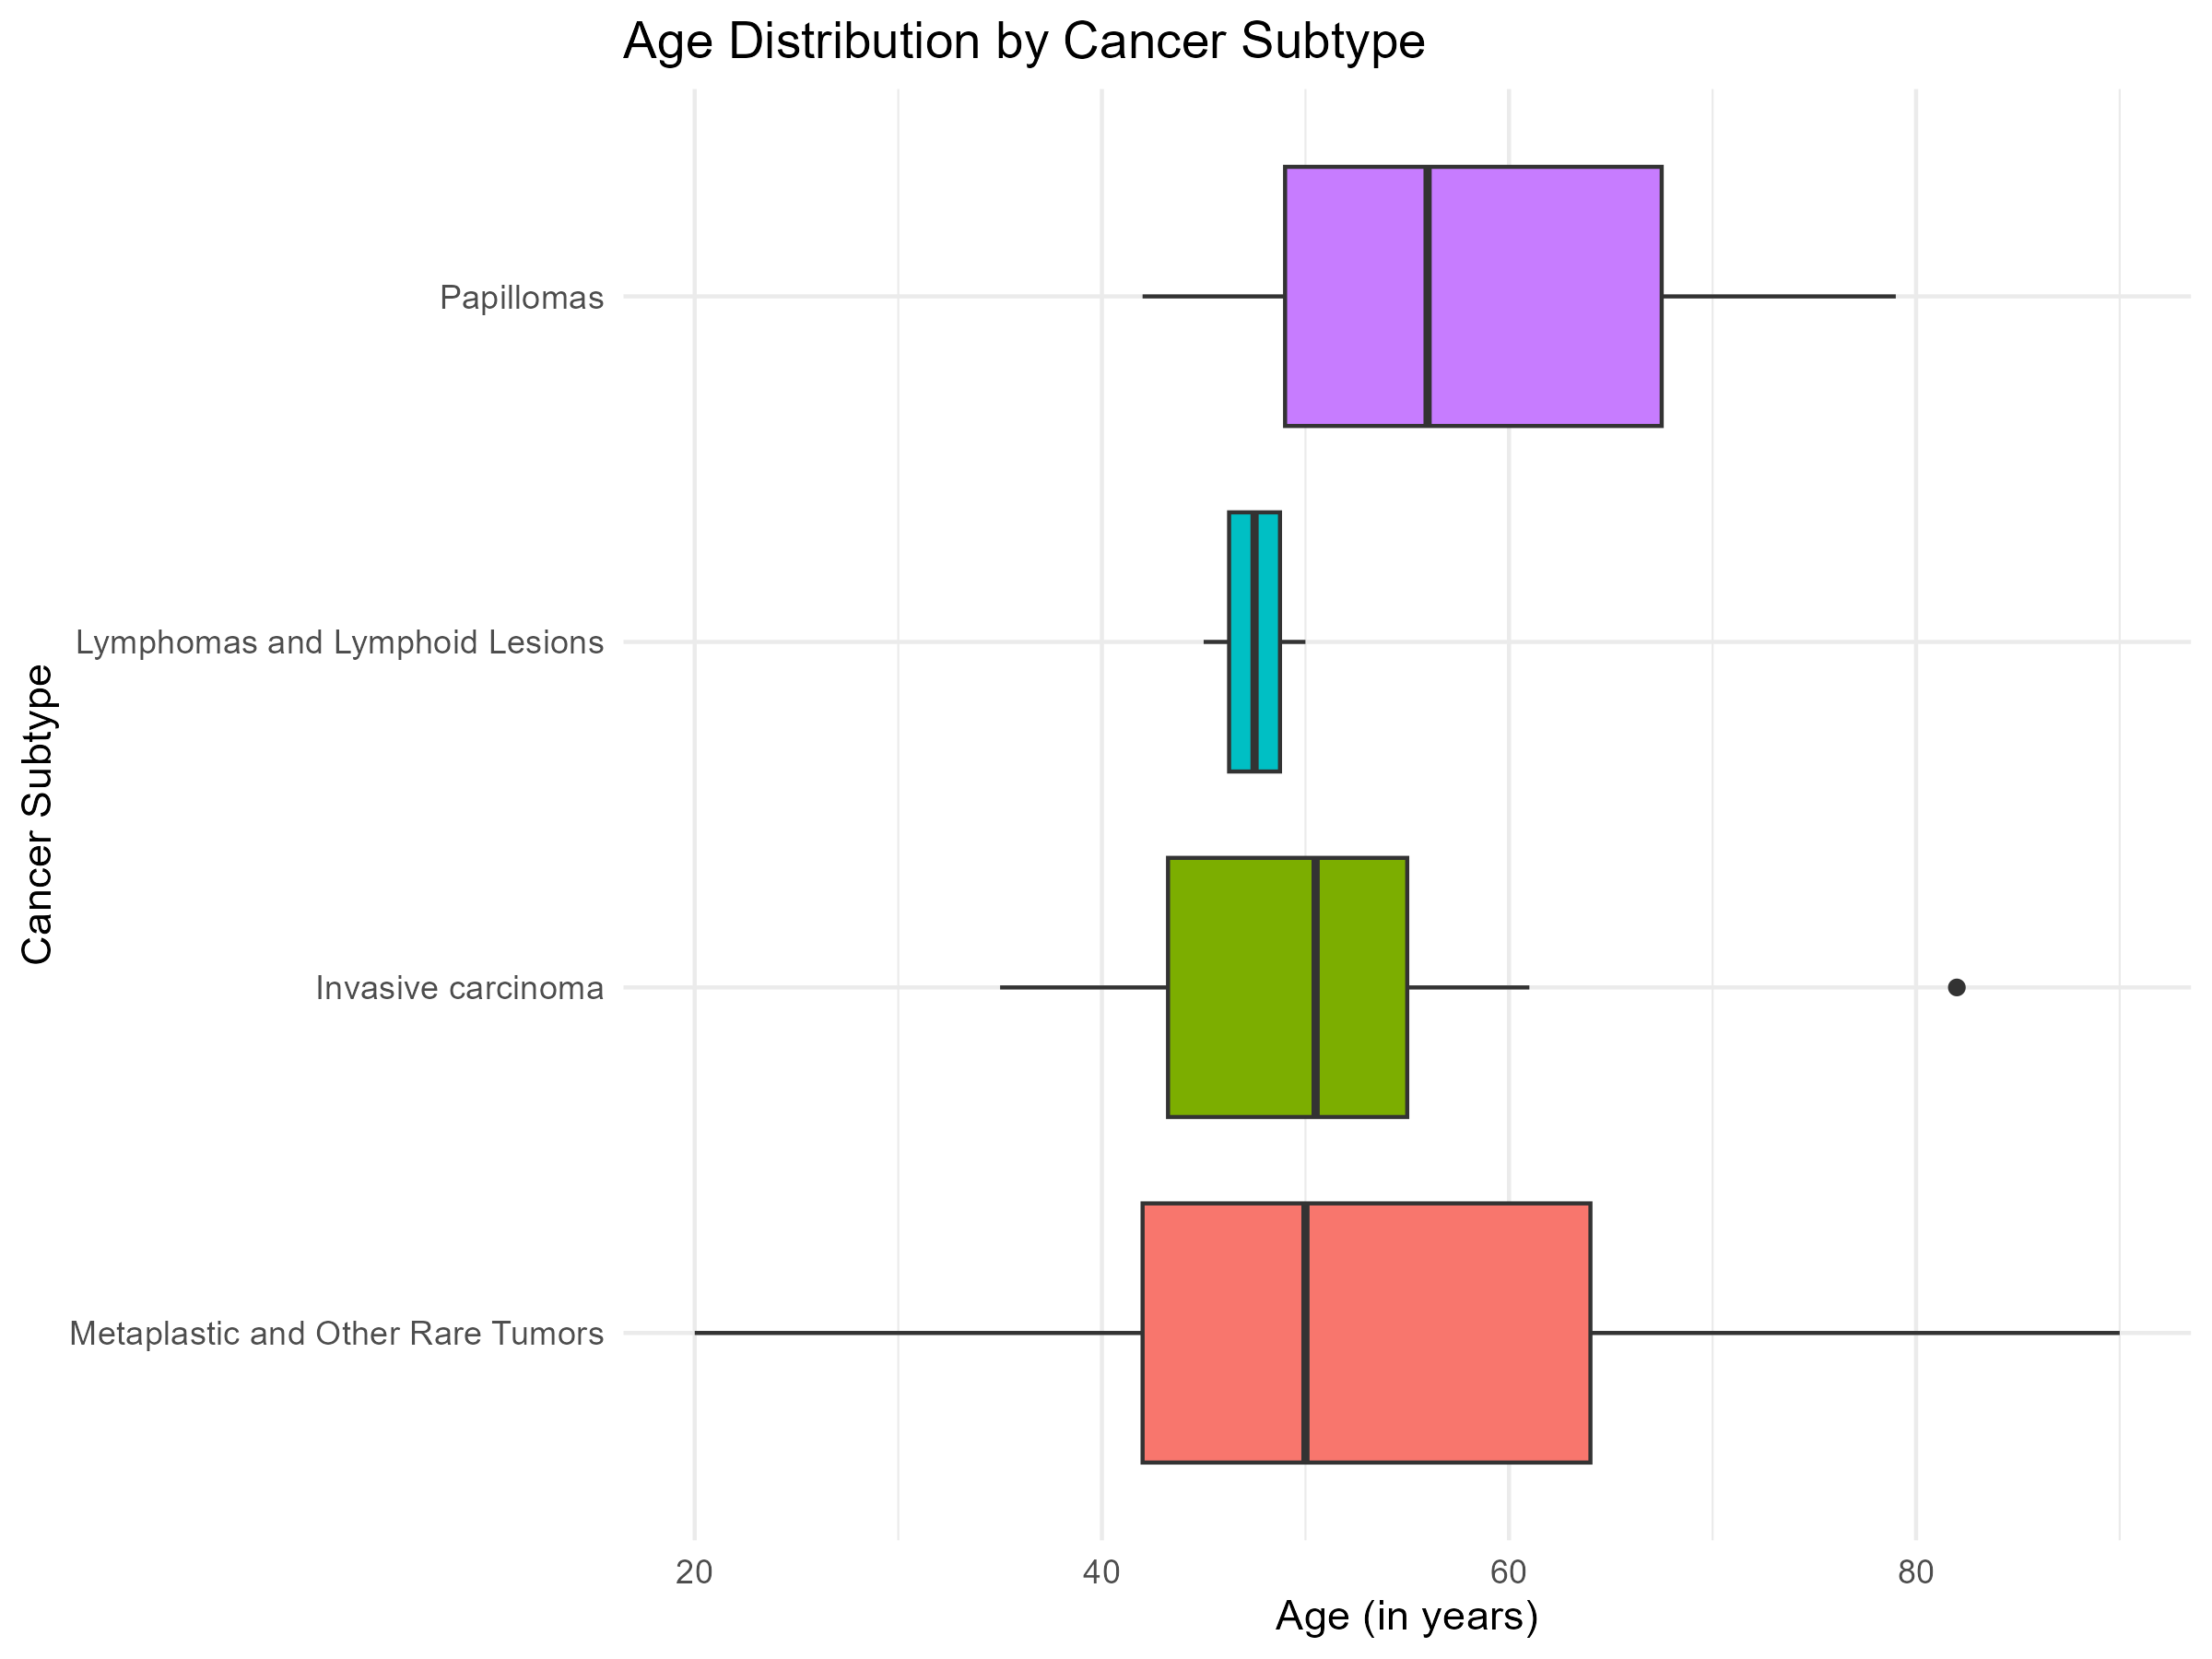 Age Distribution by Cancer Subtype
Cancer Subtype
Papillomas
Lymphomas and Lymphoid Lesions
Invasive carcinoma
Metaplastic and Other Rare Tumors
20 40 60 80
Age (in years)